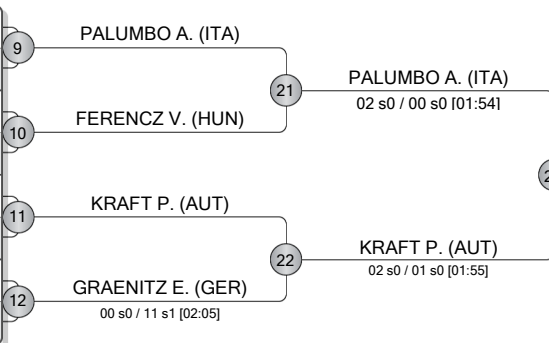 9
PALUMBO A. (ITA)
21
PALUMBO A. (ITA)
02 s0 / 00 s0 [01:54]
10
FERENCZ V. (HUN)
11
KRAFT P. (AUT)
22
KRAFT P. (AUT)
02 s0 / 01 s0 [01:55]
12
GRAENITZ E. (GER)
00 s0 / 11 s1 [02:05]